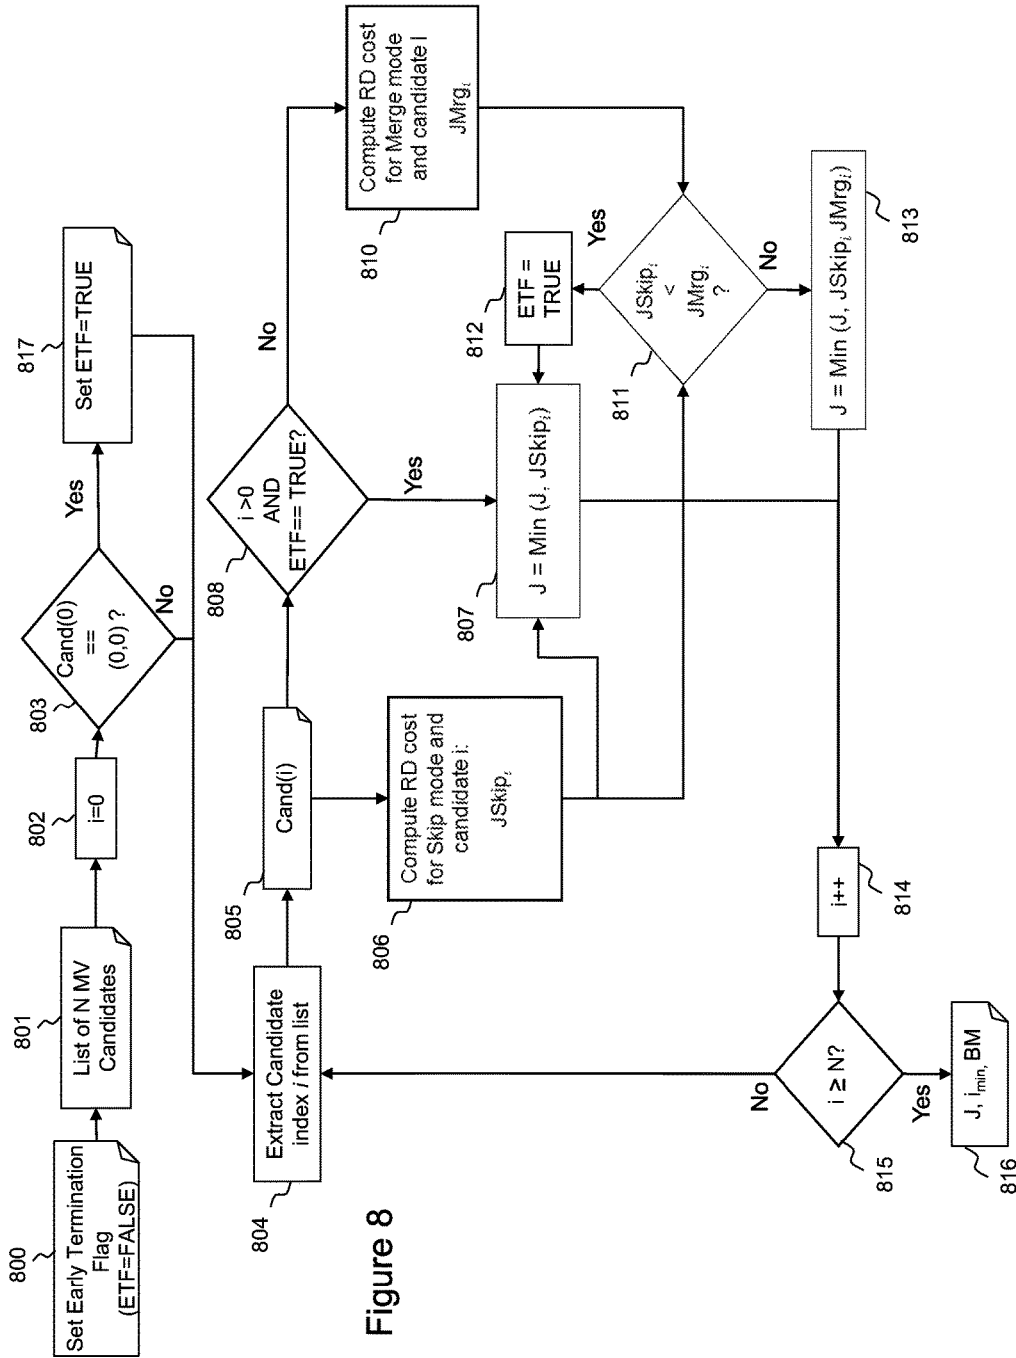 800
Set Early Termination
Flag
(ETF=FALSE)
801
List of N MV
Candidates
802
i=0
803
Cand(0)
==
(0,0) ?
Yes
No
817
Set ETF=TRUE
804
Extract Candidate
index i from list
805
Cand(i)
806
Compute RD cost
for Skip mode and
candidate i:
JSkipᵢ
808
i >0
AND
ETF== TRUE?
No
Yes
810
Compute RD cost
for Merge mode
and candidate I
JMrgᵢ
807
J = Min (J, JSkipᵢ)
812
ETF =
TRUE
811
JSkipᵢ
<
JMrgᵢ
?
Yes
No
813
J = Min (J, JSkipᵢ JMrgᵢ)
814
i++
815
i ≥ N?
No
Yes
816
J, iₘᵢₙ, BM
Figure 8